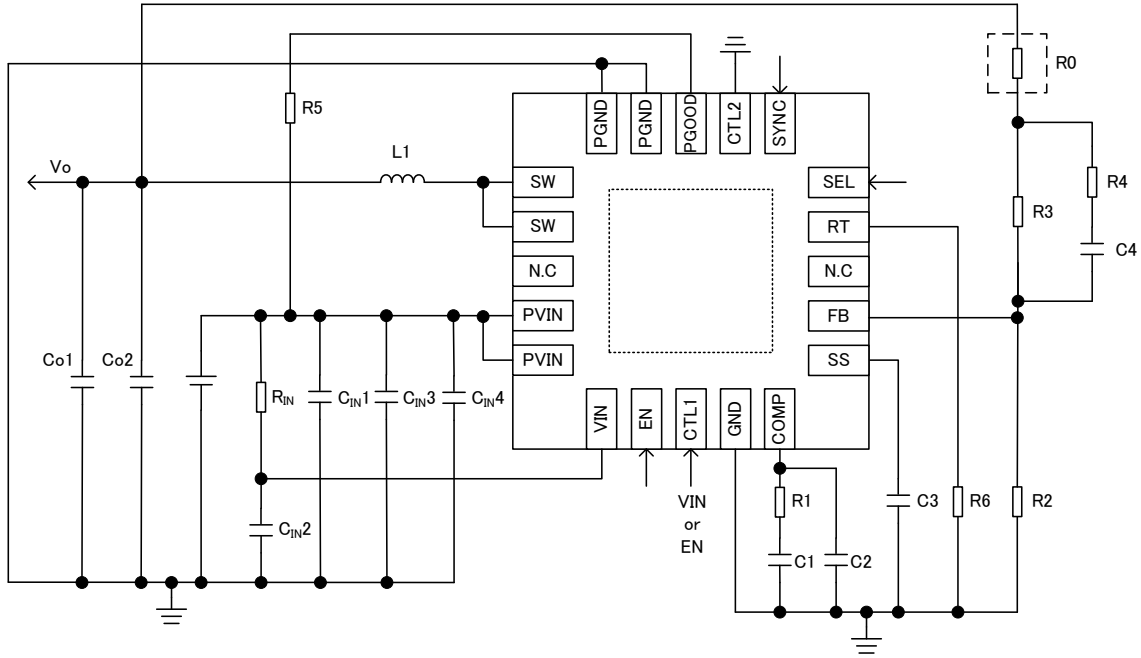 R0
R5
PGND
PGND
PGOOD
CTL2
SYNC
Vo
L1
SW
SEL
R4
SW
RT
R3
N.C
N.C
C4
PVIN
FB
Co1
Co2
PVIN
SS
RIN
CIN1
CIN3
CIN4
VIN
EN
CTL1
GND
COMP
CIN2
VIN
or
EN
R1
C3
R6
R2
C1
C2